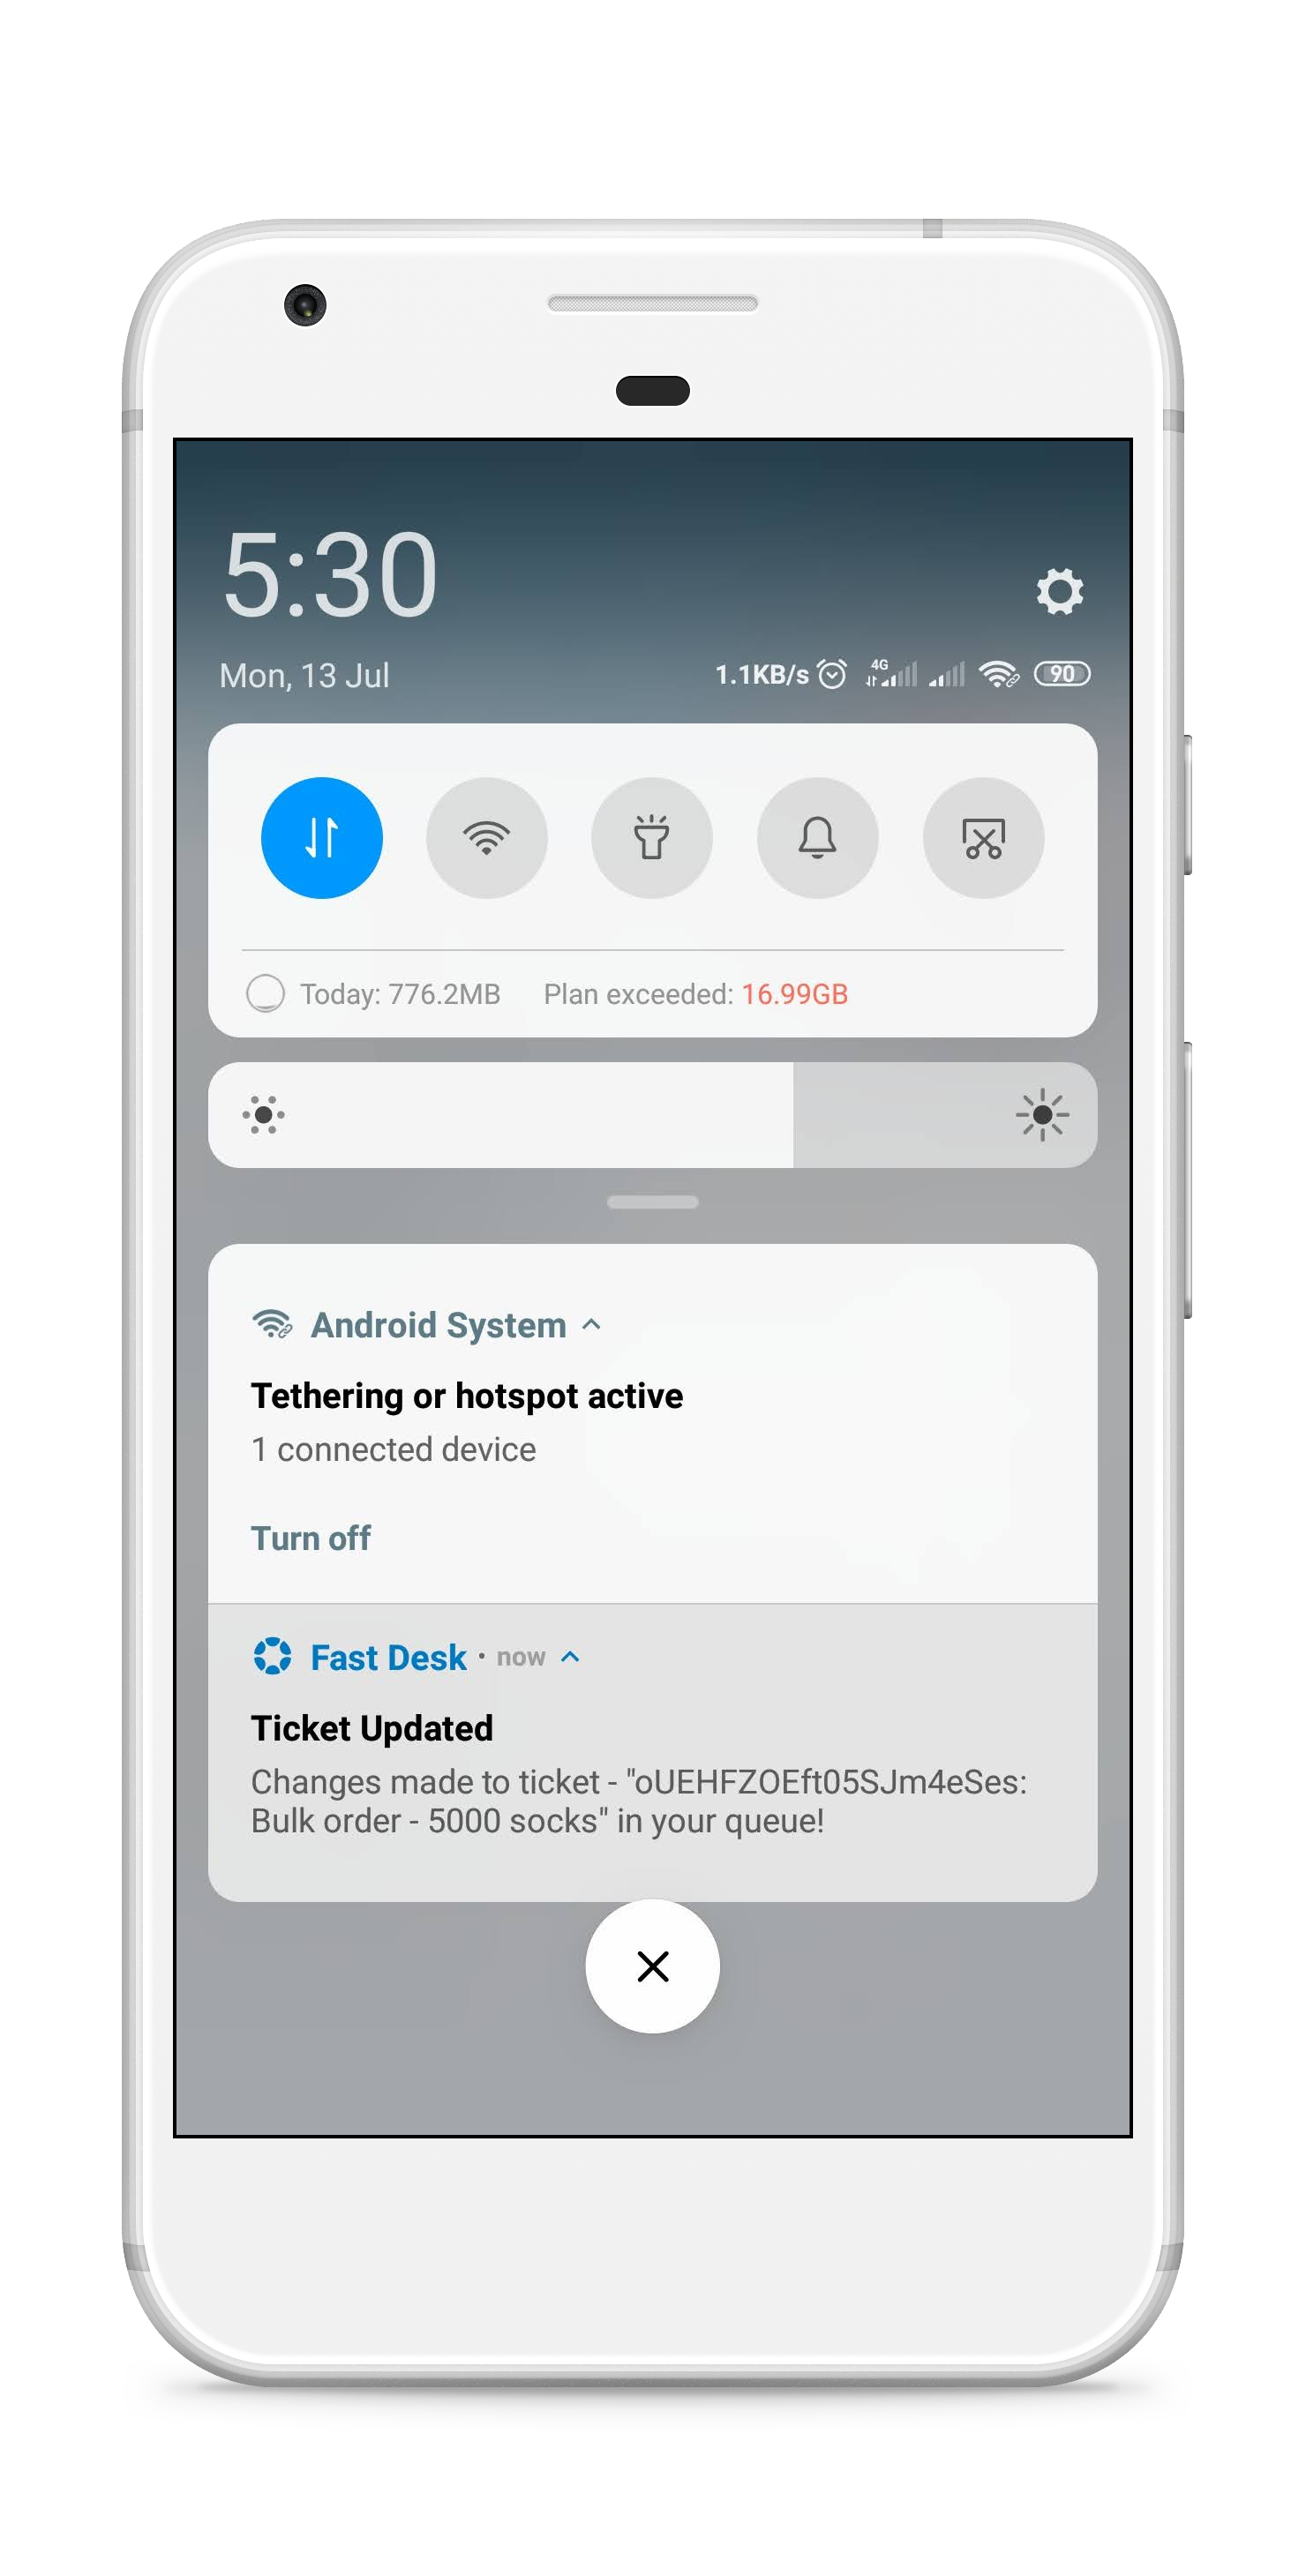 5:30
Mon, 13 Jul
1.1KB/s 4G 90
Today: 776.2MB Plan exceeded: 16.99GB
Android System
Tethering or hotspot active
1 connected device
Turn off
Fast Desk · now
Ticket Updated
Changes made to ticket - "oUEHFZOEft05SJm4eSes:
Bulk order - 5000 socks" in your queue!